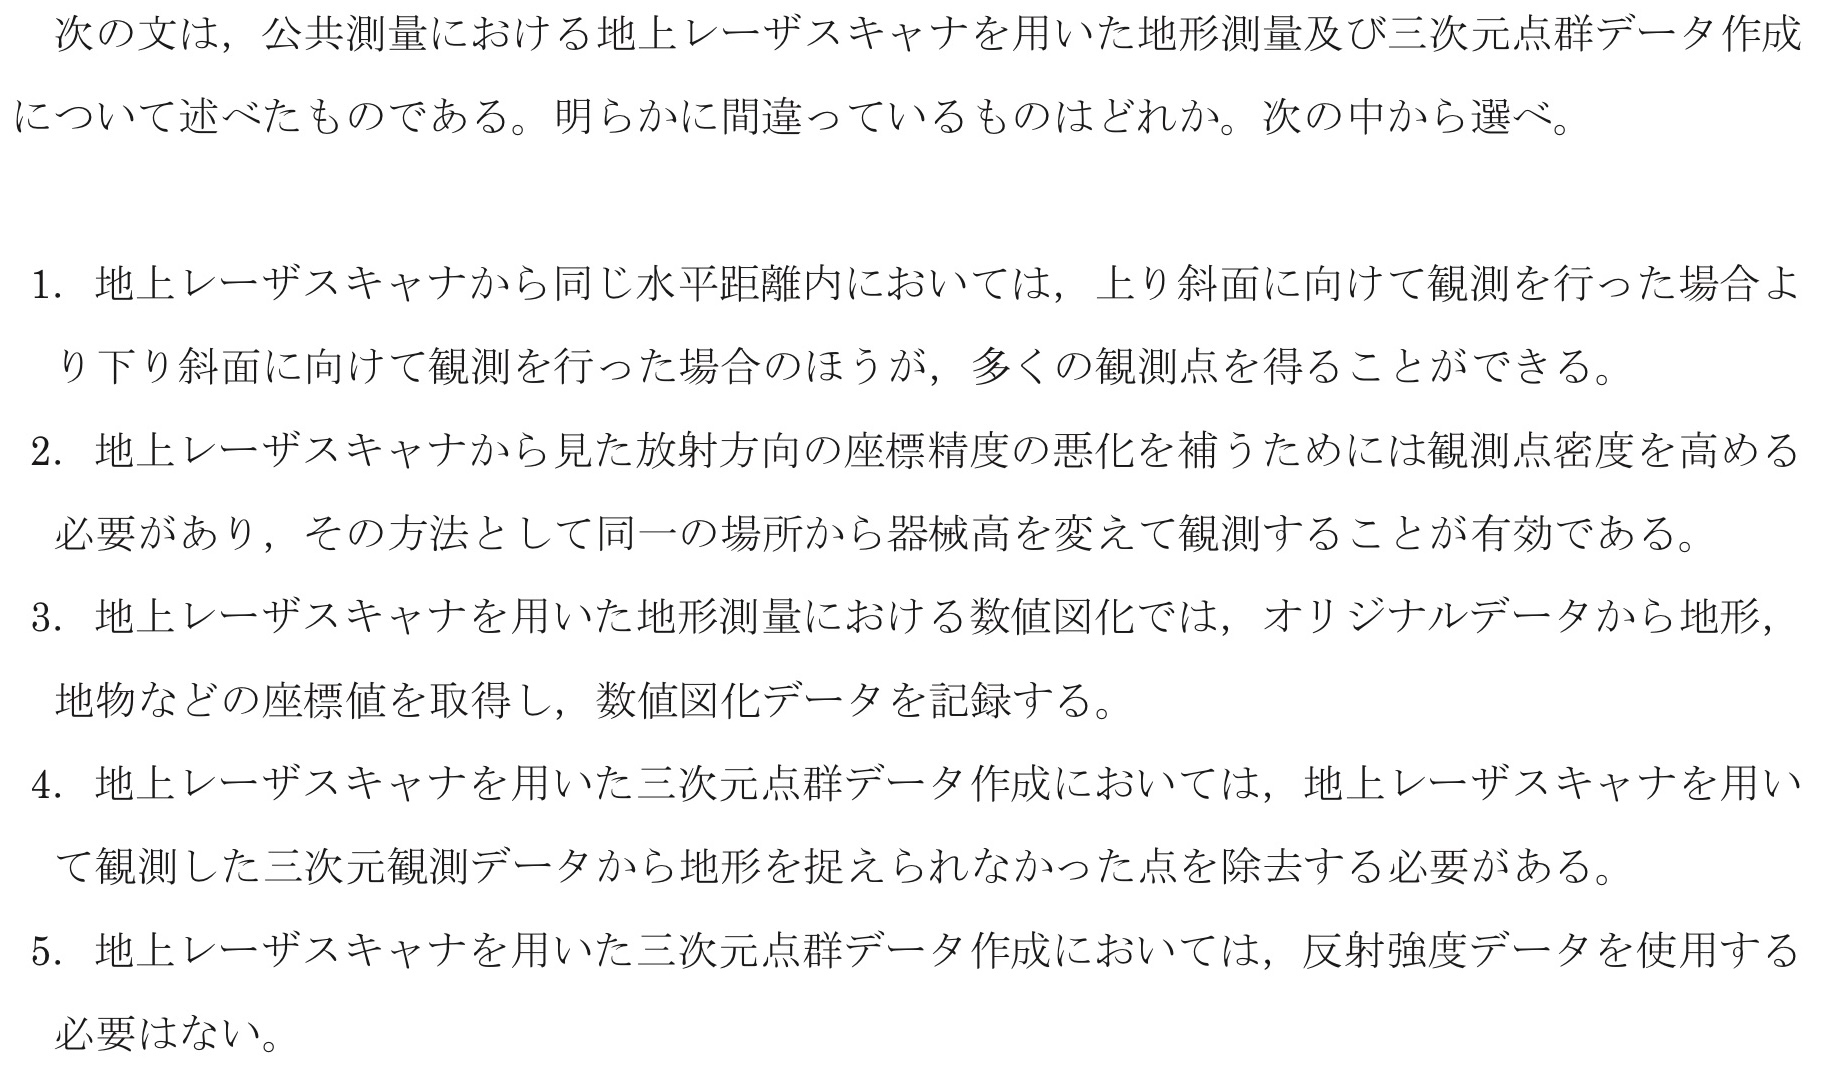 次の文は，公共測量における地上レーザスキャナを用いた地形測量及び三次元点群データ作成
について述べたものである。明らかに間違っているものはどれか。次の中から選べ。
1. 地上レーザスキャナから同じ水平距離内においては，上り斜面に向けて観測を行った場合よ
り下り斜面に向けて観測を行った場合のほうが，多くの観測点を得ることができる。
2. 地上レーザスキャナから見た放射方向の座標精度の悪化を補うためには観測点密度を高める
必要があり，その方法として同一の場所から器械高を変えて観測することが有効である。
3. 地上レーザスキャナを用いた地形測量における数値図化では，オリジナルデータから地形，
地物などの座標値を取得し，数値図化データを記録する。
4. 地上レーザスキャナを用いた三次元点群データ作成においては，地上レーザスキャナを用い
て観測した三次元観測データから地形を捉えられなかった点を除去する必要がある。
5. 地上レーザスキャナを用いた三次元点群データ作成においては，反射強度データを使用する
必要はない。